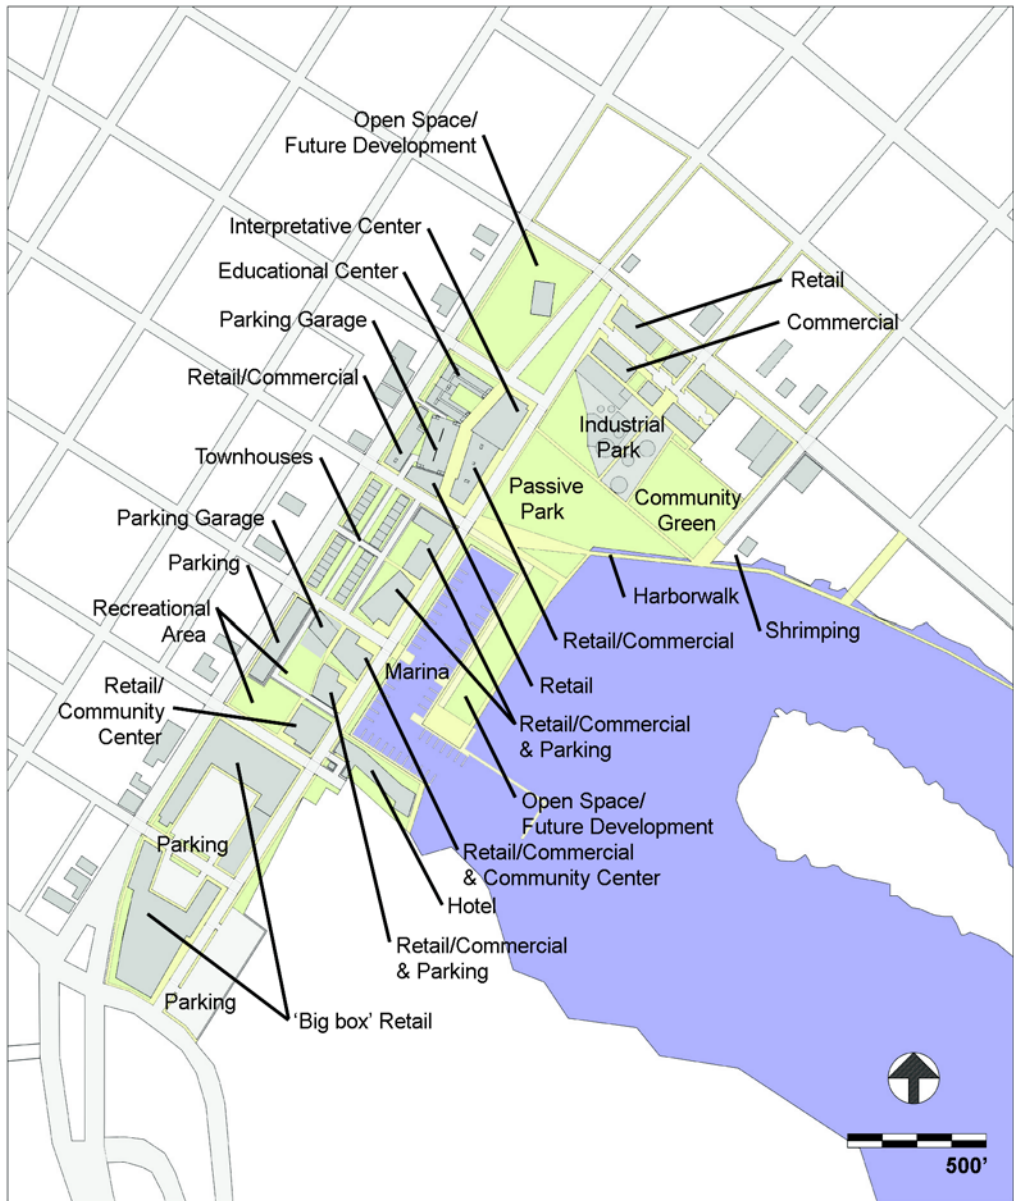 Open Space/
Future Development
Interpretative Center
Educational Center
Retail
Parking Garage
Commercial
Retail/Commercial
Industrial
Park
Townhouses
Passive
Park
Community
Green
Parking Garage
Parking
Harborwalk
Recreational
Area
Shrimping
Retail/Commercial
Marina
Retail
Retail/
Community
Center
Retail/Commercial
& Parking
Open Space/
Future Development
Parking
Retail/Commercial
& Community Center
Hotel
Retail/Commercial
& Parking
Parking
'Big box' Retail
500'